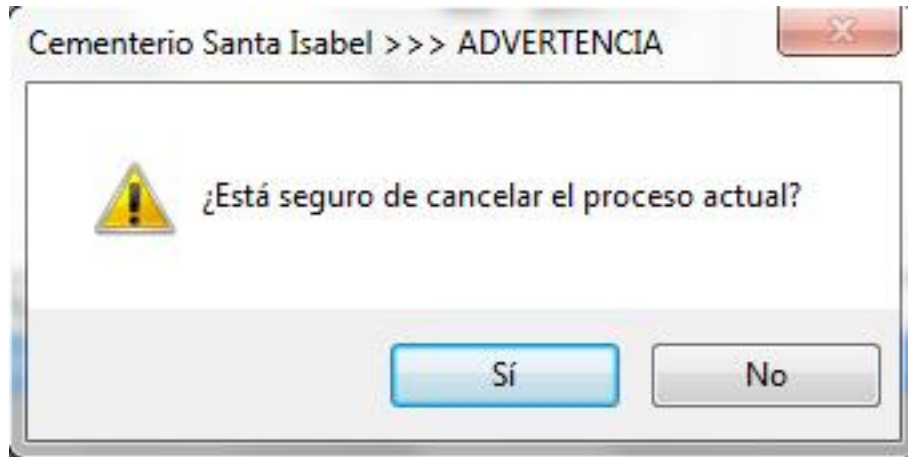 Cementerio Santa Isabel >>> ADVERTENCIA
¿Está seguro de cancelar el proceso actual?
Sí
No